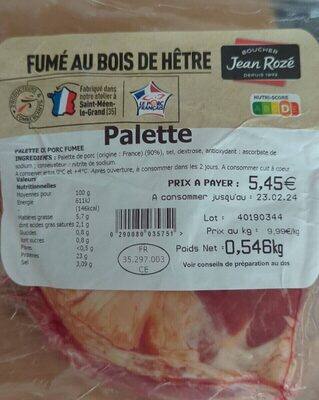 FUMÉ AU BOIS DE HÊTRE
BOUCHER
Jean Rozé
DEPUIS 1992
Fabriqué dans
notre atelier à
Saint-Méen-
le-Grand (35)
LE PORC
FRANÇAIS
NUTRI-SCORE
Palette
PALETTE D PORC FUMEE
INGREDIENTS : Palette de porc (origine : France) (90%), sel, dextrose, antioxydant : ascorbate de
sodium ; conservateur : nitrite de sodium.
A conserver entre 0°C et +4°C. Après ouverture, à consommer dans les 2 jours. A consommer cuit à coeur.
Valeurs
Nutritionnelles
Moyennes pour 100 g
Energie 611KJ
(146kcal)
Matières grasse 5,7 g
dont acides gras saturés 2,1 g
Glucides 0,8 g
dont sucres 0,8 g
Fibres <0,5 g
Protéines 23 g
Sel 3,09 g
0 290080 035751
FR
35.297.003
CE
PRIX A PAYER : 5,45€
A consommer jusqu'au : 23.02.24
Lot : 40190344
Prix au kg : 9,99€/kg
Poids Net : 0,546kg
Voir conseils de préparation au dos